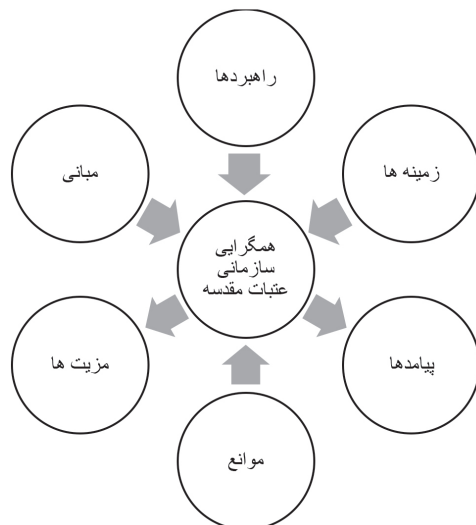 راهبردها
زمینه ها
مبانی
همگرایی
سازمانی
عتبات مقدسه
پیامدها
مزیت ها
موانع